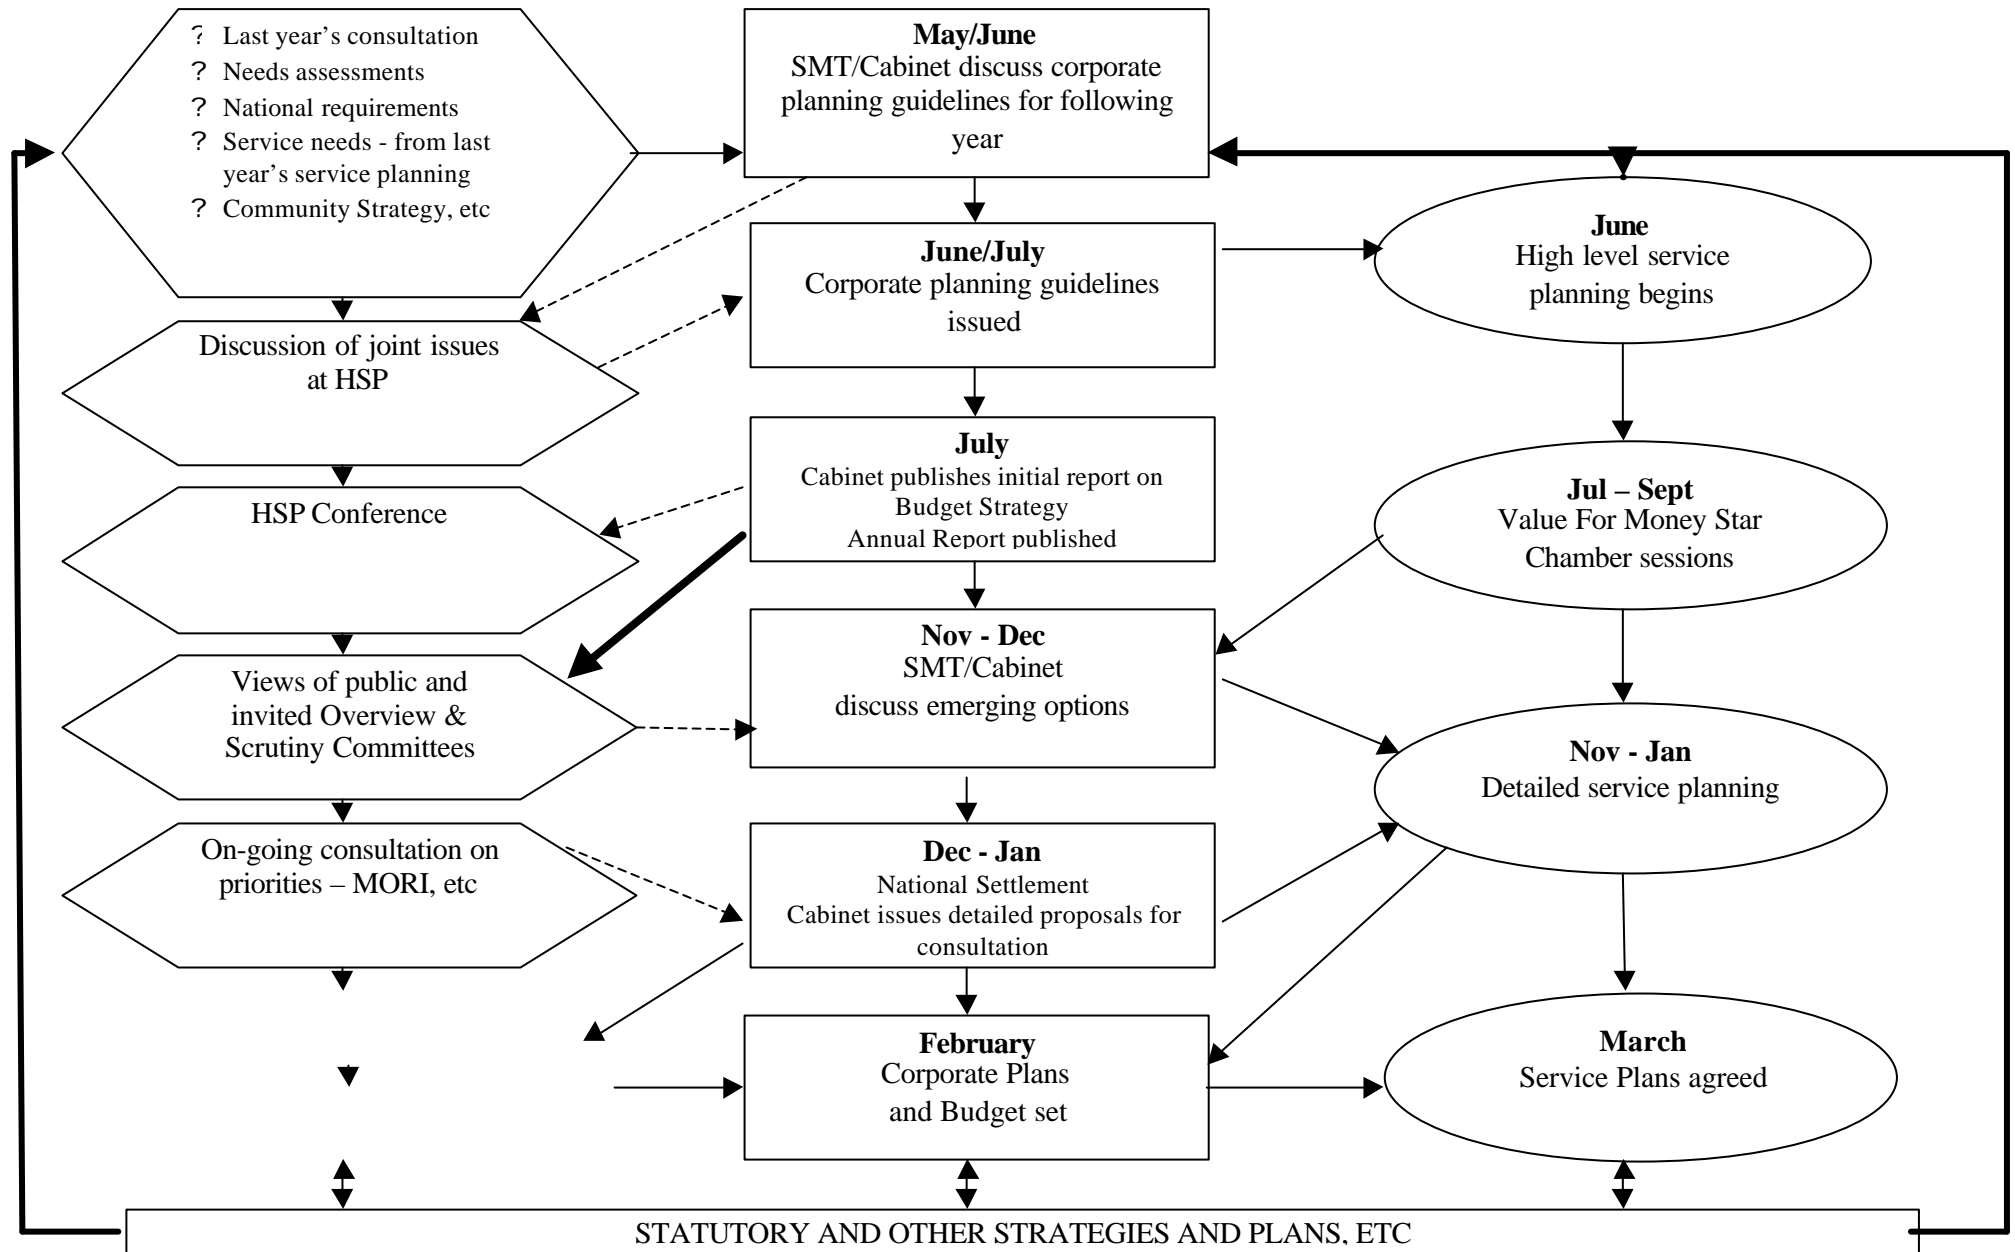 ? Last year’s consultation
? Needs assessments
? National requirements
? Service needs - from last
year’s service planning
? Community Strategy, etc
Discussion of joint issues
at HSP
HSP Conference
Views of public and
invited Overview &
Scrutiny Committees
On-going consultation on
priorities – MORI, etc
May/June
SMT/Cabinet discuss corporate
planning guidelines for following
year
June/July
Corporate planning guidelines
issued
July
Cabinet publishes initial report on
Budget Strategy
Annual Report published
Nov - Dec
SMT/Cabinet
discuss emerging options
Dec - Jan
National Settlement
Cabinet issues detailed proposals for
consultation
February
Corporate Plans
and Budget set
June
High level service
planning begins
Jul – Sept
Value For Money Star
Chamber sessions
Nov - Jan
Detailed service planning
March
Service Plans agreed
STATUTORY AND OTHER STRATEGIES AND PLANS, ETC